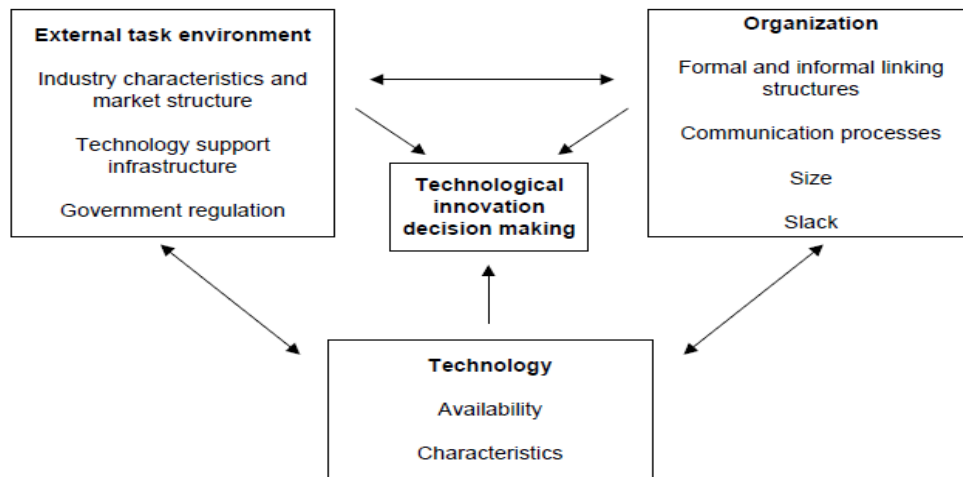 External task environment
Industry characteristics and
market structure
Technology support
infrastructure
Government regulation
Organization
Formal and informal linking
structures
Communication processes
Size
Slack
Technological
innovation
decision making
Technology
Availability
Characteristics